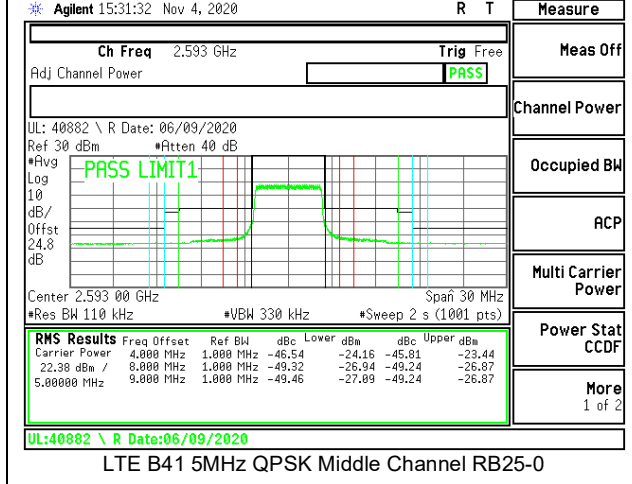 Agilent 15:31:32 Nov 4, 2020 R T Measure
Ch Freq 2.593 GHz Trig Free
Meas Off
Adj Channel Power PASS
Channel Power
UL: 40882 \ R Date: 06/09/2020
Ref 30 dBm #Atten 40 dB
#Avg
Log
10
dB/
Offst
24.8
dB
PASS LIMIT1
Occupied BW
ACP
Multi Carrier
Power
Center 2.593 00 GHz Span 30 MHz
#Res BW 110 kHz #VBW 330 kHz #Sweep 2 s (1001 pts)
Power Stat
CCDF
RMS Results Freq Offset Ref BW dBc Lower dBm dBc Upper dBm
Carrier Power 4.000 MHz 1.000 MHz -46.54 -24.16 -45.81 -23.44
22.38 dBm / 8.000 MHz 1.000 MHz -49.32 -26.94 -49.24 -26.87
5.00000 MHz 9.000 MHz 1.000 MHz -49.46 -27.09 -49.24 -26.87
More
1 of 2
UL:40882 \ R Date:06/09/2020
LTE B41 5MHz QPSK Middle Channel RB25-0